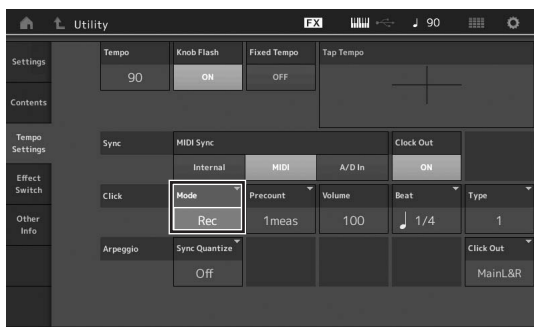 Utility
FX
90
Settings
Contents
Tempo
Settings
Effect
Switch
Other
Info
Tempo
90
Knob Flash
ON
Fixed Tempo
OFF
Tap Tempo
Sync
MIDI Sync
Internal
MIDI
A/D In
Clock Out
ON
Click
Mode
Rec
Precount
1meas
Volume
100
Beat
1/4
Type
1
Arpeggio
Sync Quantize
Off
Click Out
MainL&R